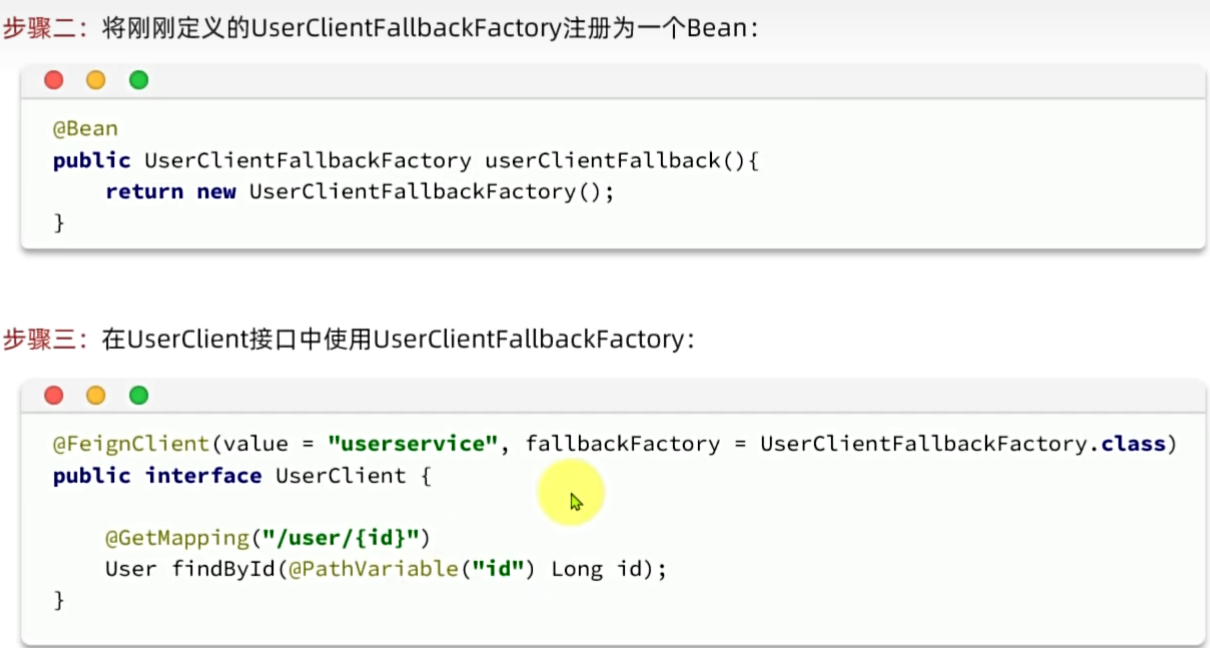 步骤二：将刚刚定义的UserClientFallbackFactory注册为一个Bean：
@Bean
public UserClientFallbackFactory userClientFallback(){
    return new UserClientFallbackFactory();
}
步骤三：在UserClient接口中使用UserClientFallbackFactory：
@FeignClient(value = "userservice", fallbackFactory = UserClientFallbackFactory.class)
public interface UserClient {
    @GetMapping("/user/{id}")
    User findById(@PathVariable("id") Long id);
}